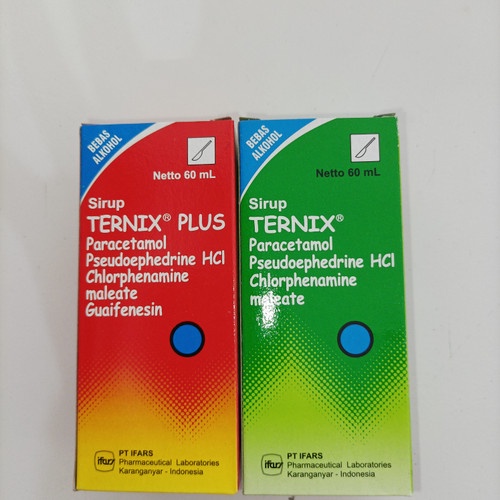 BEBAS
ALKOHOL
Netto 60 mL
Sirup
TERNIX® PLUS
Paracetamol
Pseudoephedrine HCl
Chlorphenamine
maleate
Guaifenesin
ifars
PT IFARS
Pharmaceutical Laboratories
Karanganyar - Indonesia
BEBAS
ALKOHOL
Netto 60 mL
Sirup
TERNIX®
Paracetamol
Pseudoephedrine HCl
Chlorphenamine
maleate
ifars
PT IFARS
Pharmaceutical Laboratories
Karanganyar - Indonesia